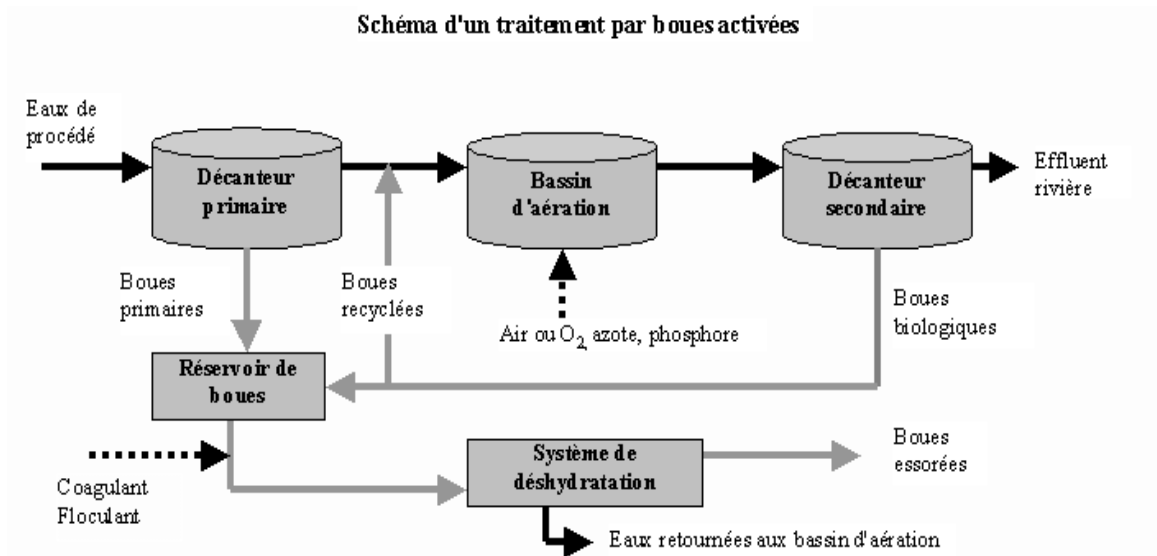 Schéma d'un traitement par boues activées
Eaux de
procédé
Décanteur
primaire
Bassin
d'aération
Décanteur
secondaire
Effluent
rivière
Boues
primaires
Boues
recyclées
Air ou O2, azote, phosphore
Boues
biologiques
Réservoir de
boues
Système de
déshydratation
Boues
essorées
Coagulant
Floculant
Eaux retournées aux bassin d'aération